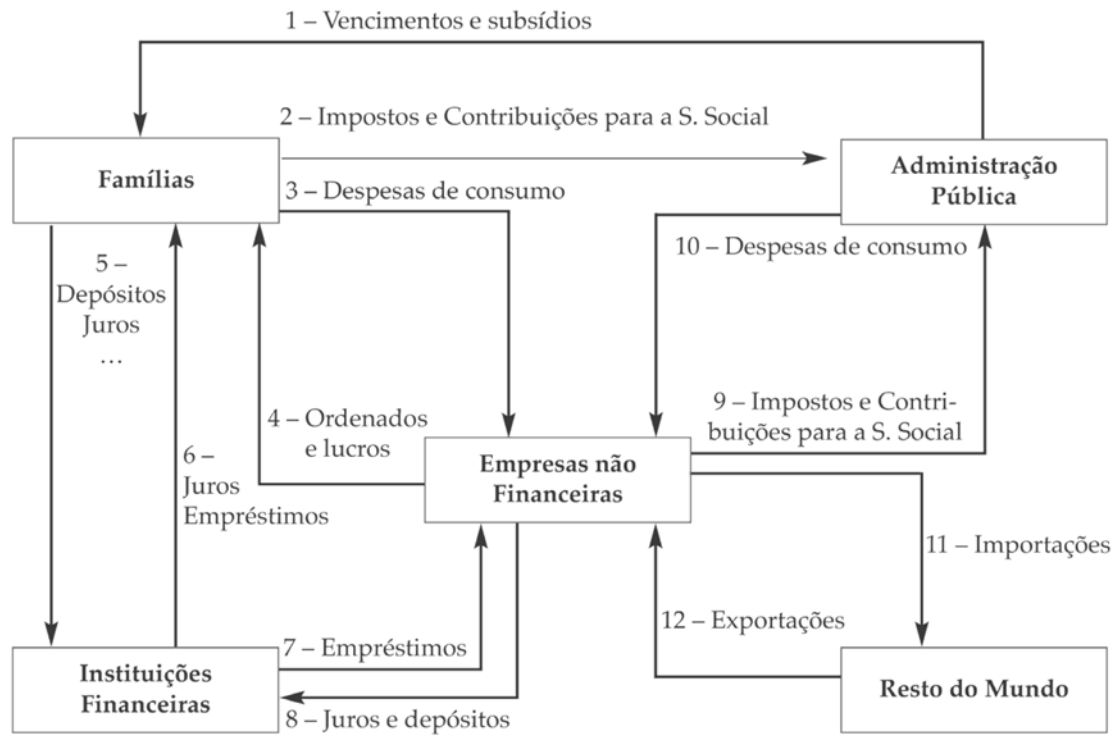 1 – Vencimentos e subsídios
2 – Impostos e Contribuições para a S. Social
Famílias
Administração
Pública
3 – Despesas de consumo
10 – Despesas de consumo
5 –
Depósitos
Juros
…
4 – Ordenados
e lucros
9 – Impostos e Contri-
buições para a S. Social
6 –
Juros
Empréstimos
Empresas não
Financeiras
11 – Importações
12 – Exportações
7 – Empréstimos
Instituições
Financeiras
Resto do Mundo
8 – Juros e depósitos